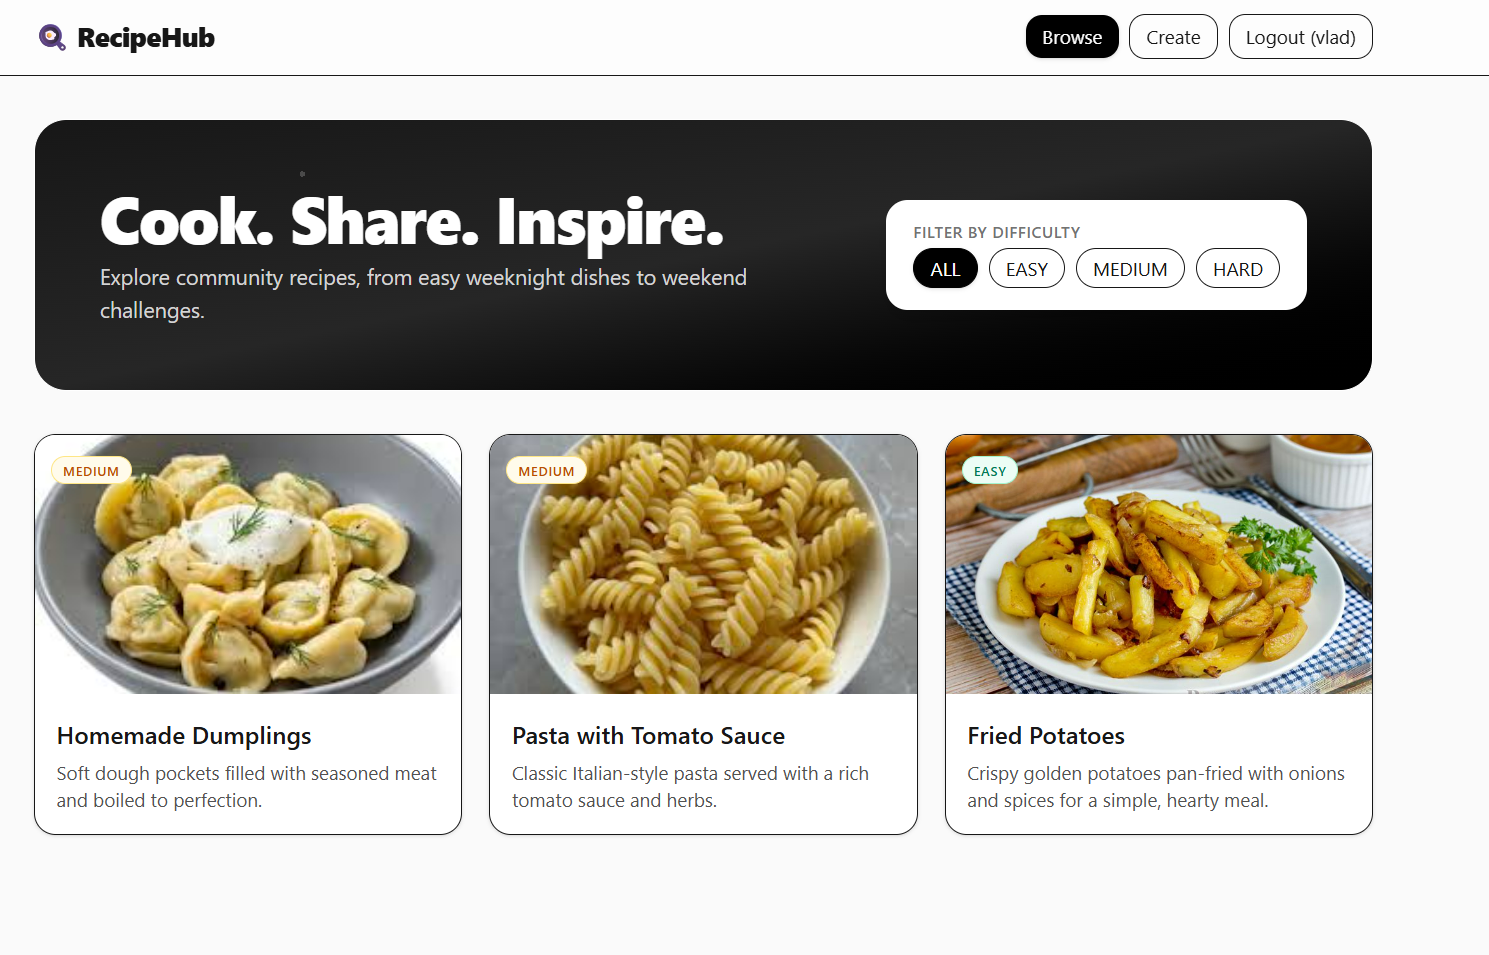 RecipeHub
Browse
Create
Logout (vlad)
Cook. Share. Inspire.
Explore community recipes, from easy weeknight dishes to weekend
challenges.
FILTER BY DIFFICULTY
ALL
EASY
MEDIUM
HARD
MEDIUM
Homemade Dumplings
Soft dough pockets filled with seasoned meat
and boiled to perfection.
MEDIUM
Pasta with Tomato Sauce
Classic Italian-style pasta served with a rich
tomato sauce and herbs.
EASY
Fried Potatoes
Crispy golden potatoes pan-fried with onions
and spices for a simple, hearty meal.